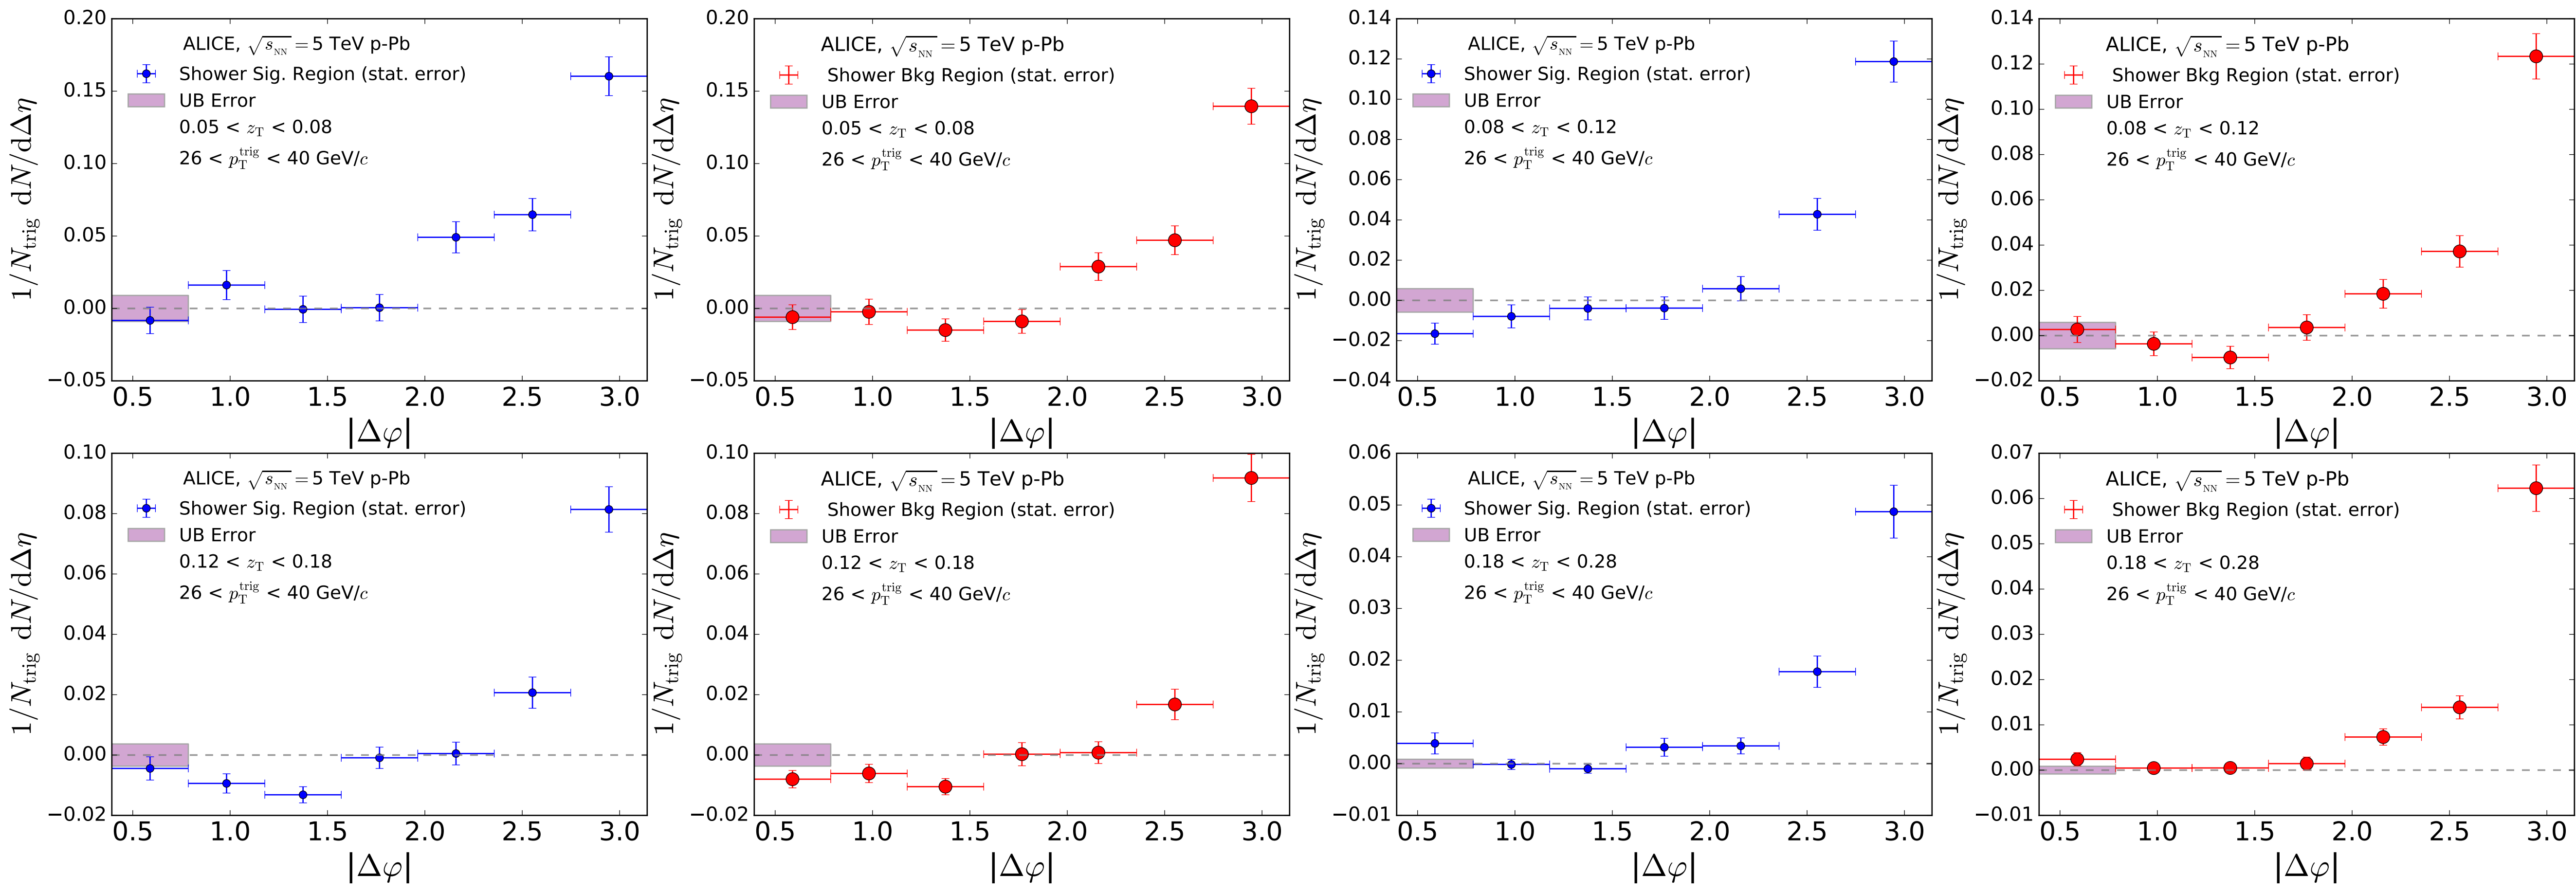 0.20
0.15
0.10
0.05
0.00
−0.05
1/N_trig dN/dΔη
ALICE, √s_NN = 5 TeV p-Pb
Shower Sig. Region (stat. error)
UB Error
0.05 < z_T < 0.08
26 < p_T^trig < 40 GeV/c
0.5 1.0 1.5 2.0 2.5 3.0
|Δφ|
0.20
0.15
0.10
0.05
0.00
−0.05
1/N_trig dN/dΔη
ALICE, √s_NN = 5 TeV p-Pb
Shower Bkg Region (stat. error)
UB Error
0.05 < z_T < 0.08
26 < p_T^trig < 40 GeV/c
0.5 1.0 1.5 2.0 2.5 3.0
|Δφ|
0.14
0.12
0.10
0.08
0.06
0.04
0.02
0.00
−0.02
−0.04
1/N_trig dN/dΔη
ALICE, √s_NN = 5 TeV p-Pb
Shower Sig. Region (stat. error)
UB Error
0.08 < z_T < 0.12
26 < p_T^trig < 40 GeV/c
0.5 1.0 1.5 2.0 2.5 3.0
|Δφ|
0.14
0.12
0.10
0.08
0.06
0.04
0.02
0.00
−0.02
1/N_trig dN/dΔη
ALICE, √s_NN = 5 TeV p-Pb
Shower Bkg Region (stat. error)
UB Error
0.08 < z_T < 0.12
26 < p_T^trig < 40 GeV/c
0.5 1.0 1.5 2.0 2.5 3.0
|Δφ|
0.10
0.08
0.06
0.04
0.02
0.00
−0.02
1/N_trig dN/dΔη
ALICE, √s_NN = 5 TeV p-Pb
Shower Sig. Region (stat. error)
UB Error
0.12 < z_T < 0.18
26 < p_T^trig < 40 GeV/c
0.5 1.0 1.5 2.0 2.5 3.0
|Δφ|
0.10
0.08
0.06
0.04
0.02
0.00
−0.02
1/N_trig dN/dΔη
ALICE, √s_NN = 5 TeV p-Pb
Shower Bkg Region (stat. error)
UB Error
0.12 < z_T < 0.18
26 < p_T^trig < 40 GeV/c
0.5 1.0 1.5 2.0 2.5 3.0
|Δφ|
0.06
0.05
0.04
0.03
0.02
0.01
0.00
−0.01
1/N_trig dN/dΔη
ALICE, √s_NN = 5 TeV p-Pb
Shower Sig. Region (stat. error)
UB Error
0.18 < z_T < 0.28
26 < p_T^trig < 40 GeV/c
0.5 1.0 1.5 2.0 2.5 3.0
|Δφ|
0.07
0.06
0.05
0.04
0.03
0.02
0.01
0.00
−0.01
1/N_trig dN/dΔη
ALICE, √s_NN = 5 TeV p-Pb
Shower Bkg Region (stat. error)
UB Error
0.18 < z_T < 0.28
26 < p_T^trig < 40 GeV/c
0.5 1.0 1.5 2.0 2.5 3.0
|Δφ|